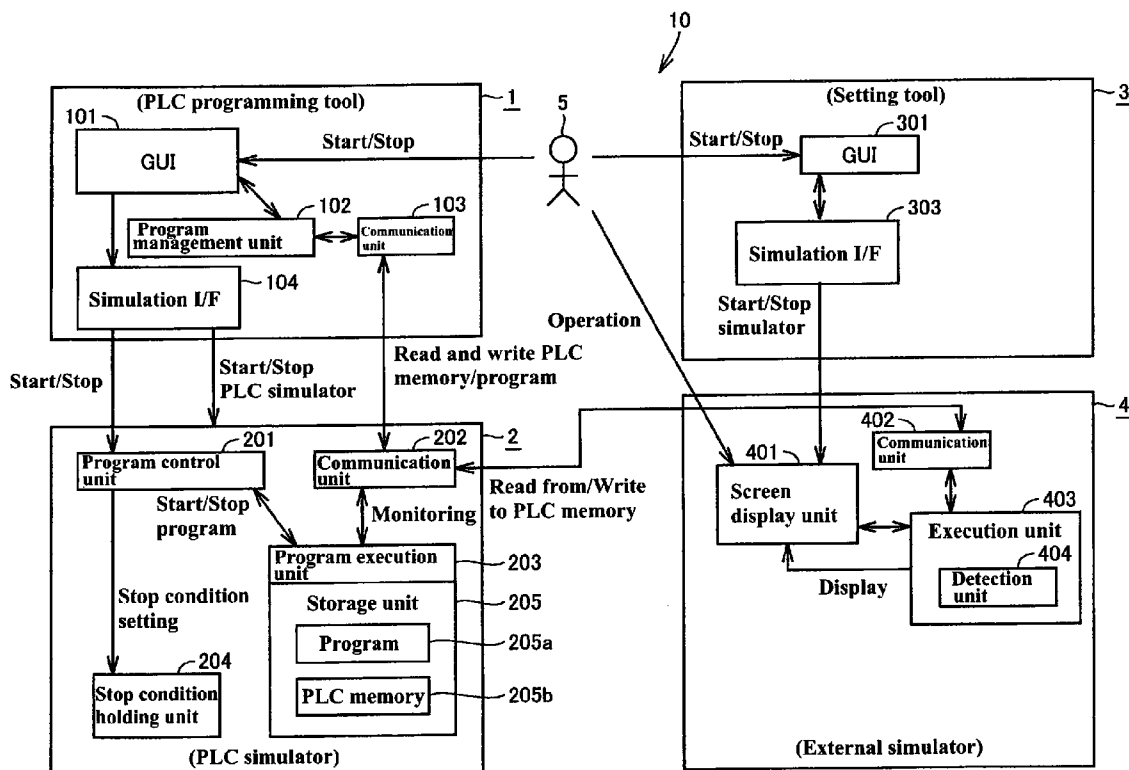 10
(PLC programming tool)
1
101
GUI
Start/Stop
5
102
Program
management unit
103
Communication
unit
104
Simulation I/F
(Setting tool)
3
301
GUI
Start/Stop
303
Simulation I/F
Start/Stop
simulator
Operation
Start/Stop
Start/Stop
PLC simulator
Read and write PLC
memory/program
2
201
Program control
unit
202
Communication
unit
Start/Stop
program
Monitoring
Read from/Write
to PLC memory
Program execution
unit
203
Storage unit
205
Program
205a
PLC memory
205b
Stop condition
setting
204
Stop condition
holding unit
(PLC simulator)
4
402
Communication
unit
401
Screen
display unit
403
Execution unit
404
Detection
unit
Display
(External simulator)